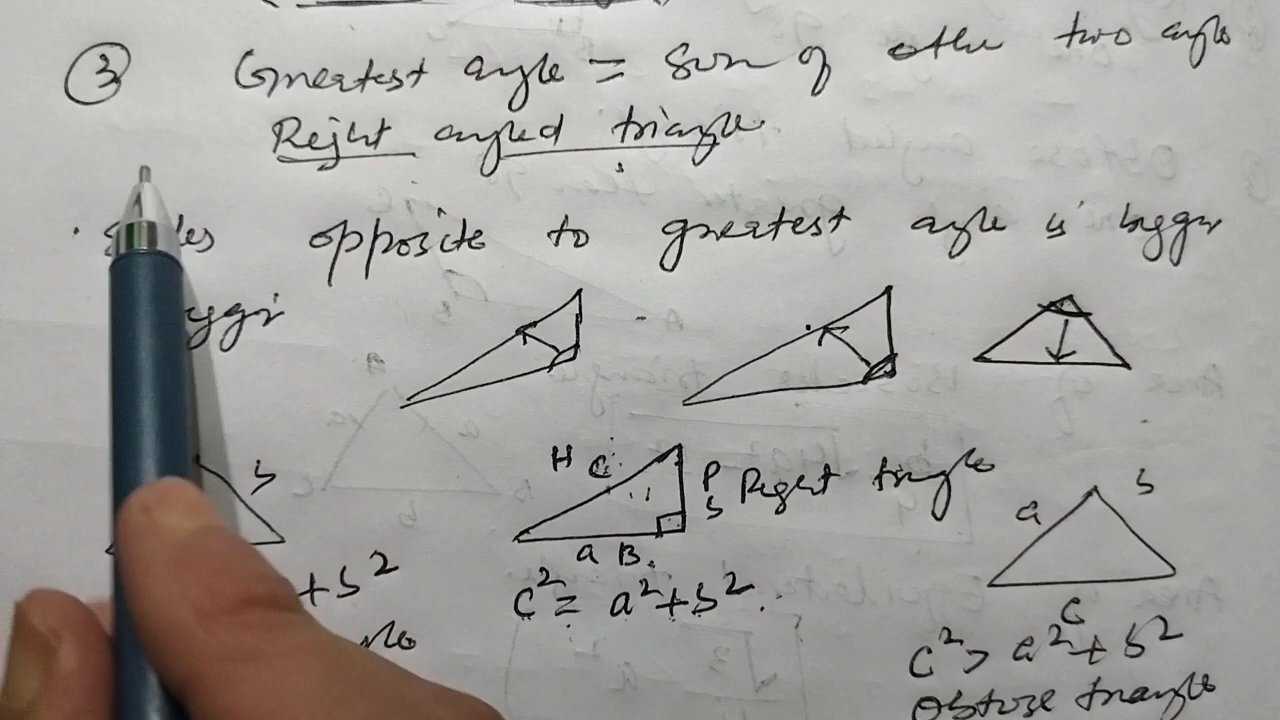 ③ Greatest angle = Sum of other two angle
Right angled triangle
opposite to greatest angle is bigger
H C P b Right triangle
a B
b
a b
C
+ b²
c² = a² + b².
c² > a² + b²
Obtuse triangle